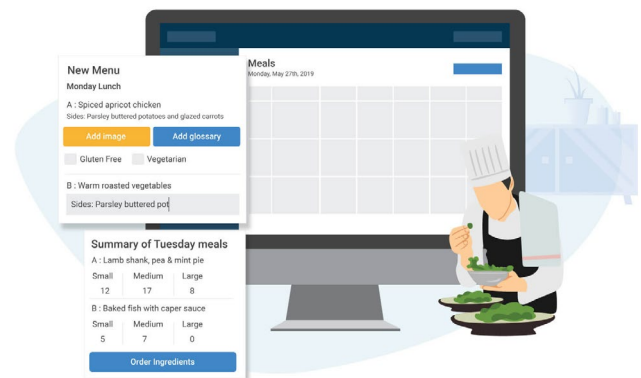 New Menu
Monday Lunch
A : Spiced apricot chicken
Sides: Parsley buttered potatoes and glazed carrots
Add image Add glossary
Gluten Free Vegetarian
B : Warm roasted vegetables
Sides: Parsley buttered pot
Meals
Monday, May 27th, 2019
Summary of Tuesday meals
A : Lamb shank, pea & mint pie
Small Medium Large
12 17 8
B : Baked fish with caper sauce
Small Medium Large
5 7 0
Order Ingredients